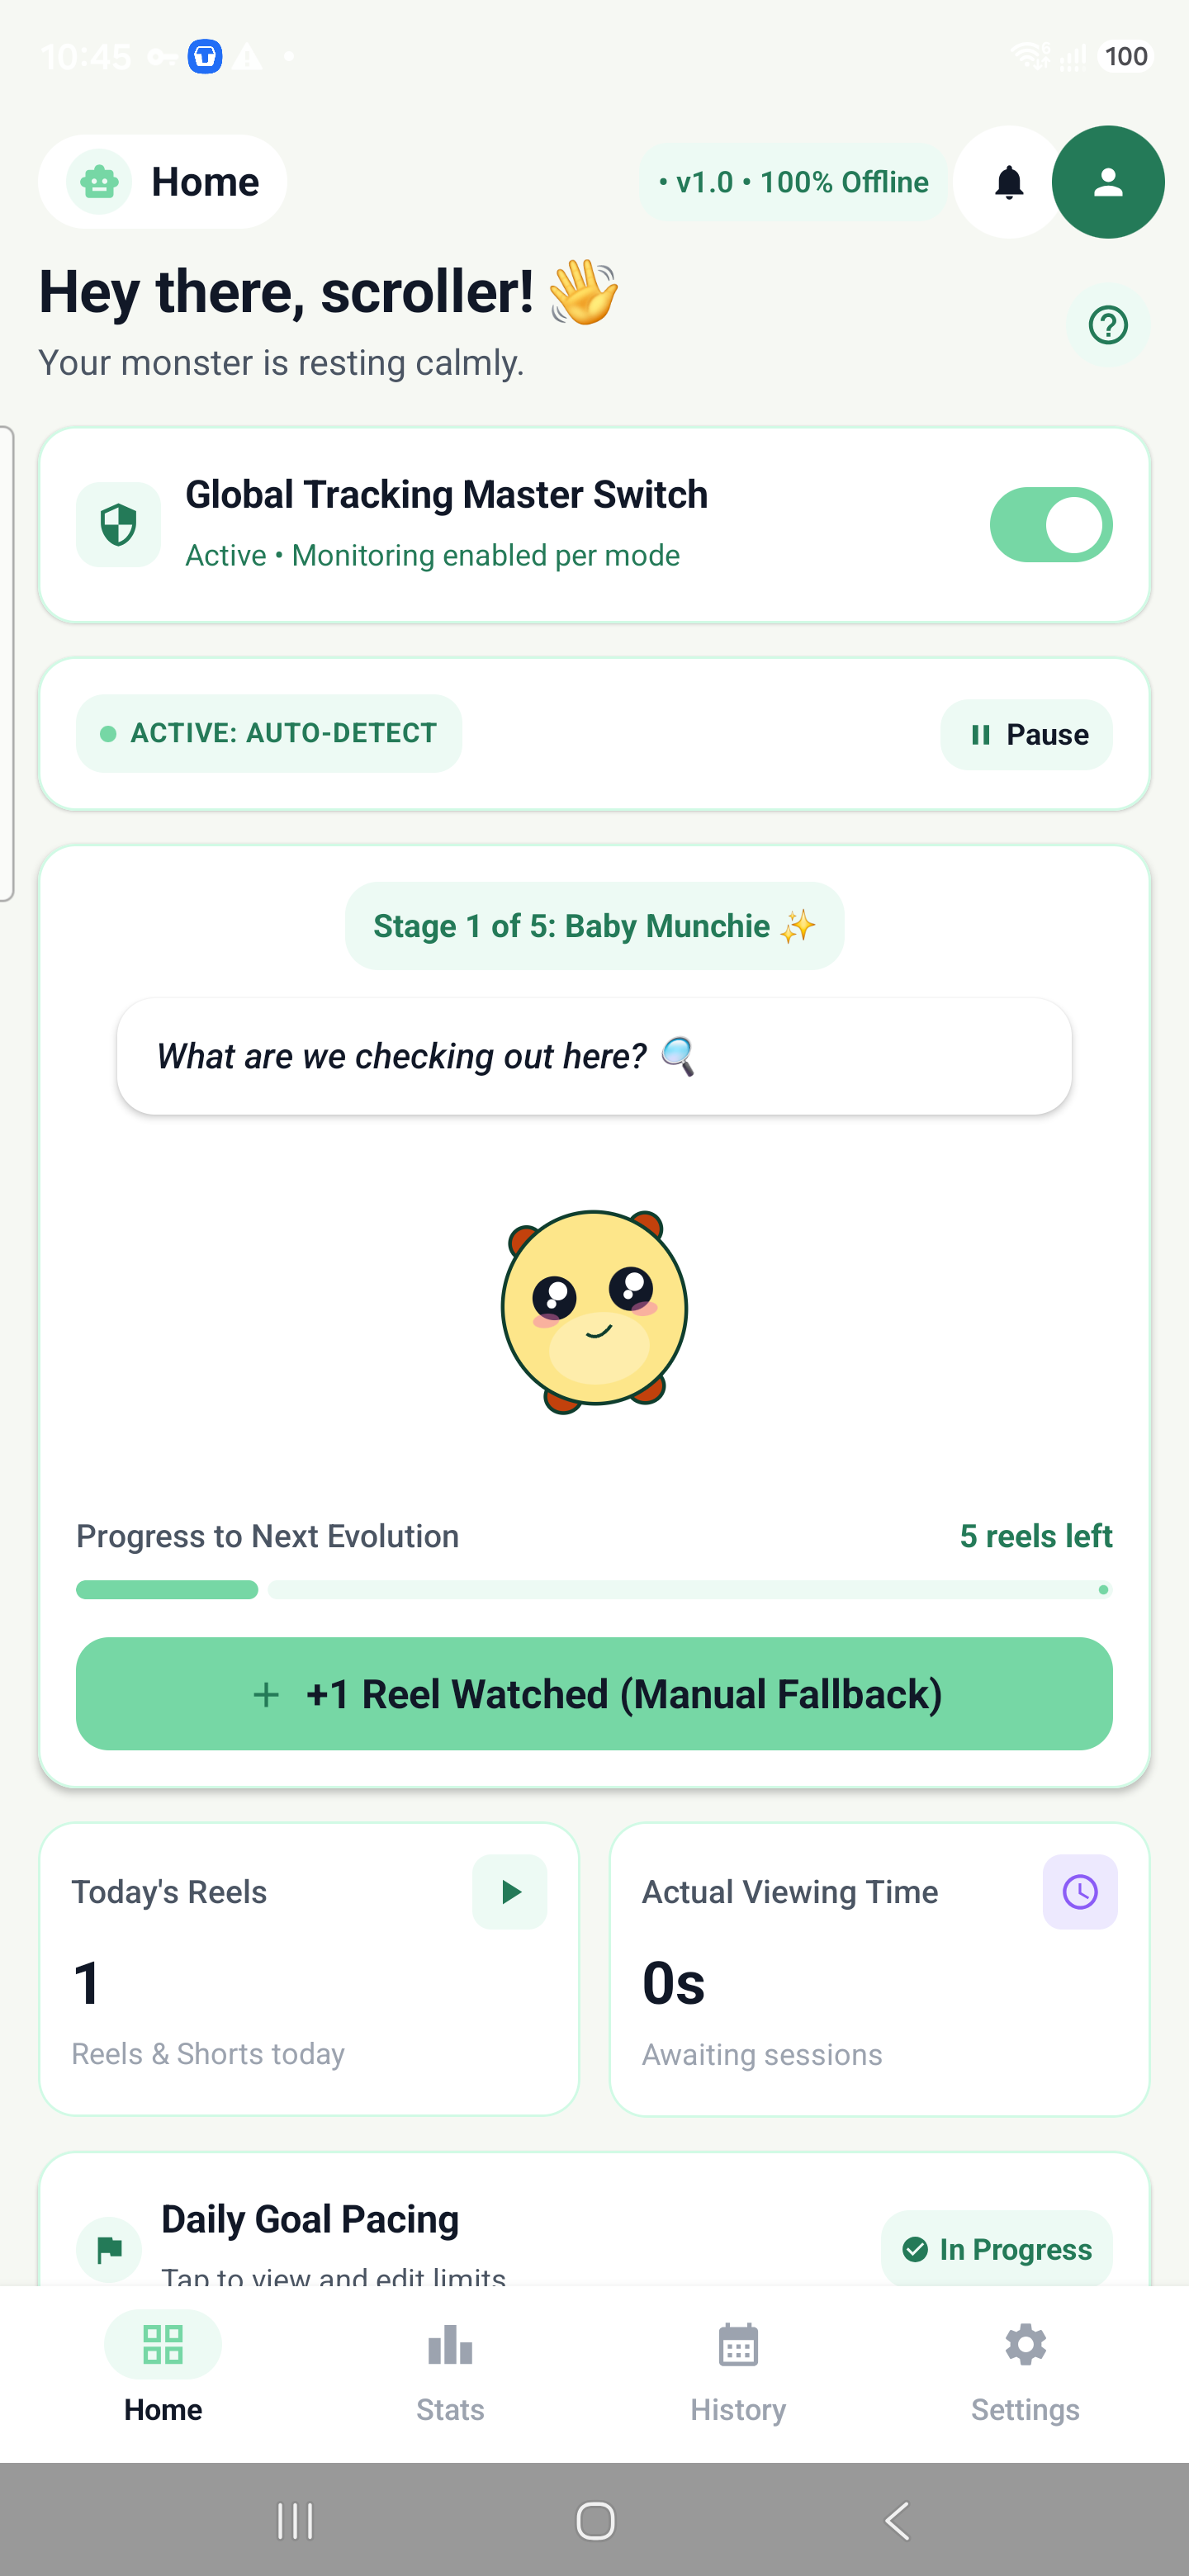 10:45
100
Home
• v1.0 • 100% Offline
Hey there, scroller! 👋
Your monster is resting calmly.
Global Tracking Master Switch
Active • Monitoring enabled per mode
ACTIVE: AUTO-DETECT
Pause
Stage 1 of 5: Baby Munchie ✨
What are we checking out here? 🔍
Progress to Next Evolution
5 reels left
+ +1 Reel Watched (Manual Fallback)
Today's Reels
1
Reels & Shorts today
Actual Viewing Time
0s
Awaiting sessions
Daily Goal Pacing
Tap to view and edit limits
In Progress
Home
Stats
History
Settings